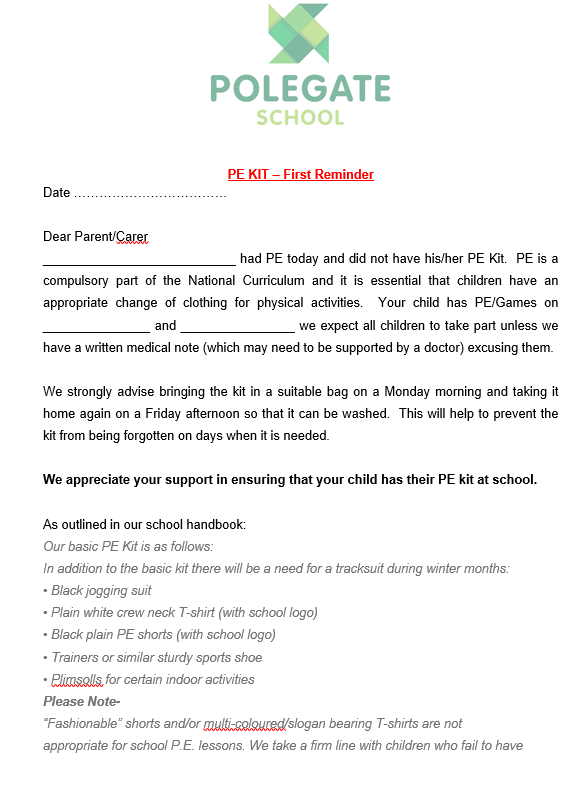 POLEGATE
SCHOOL
PE KIT – First Reminder
Date ……………………………….
Dear Parent/Carer
___________________________ had PE today and did not have his/her PE Kit.  PE is a
compulsory part of the National Curriculum and it is essential that children have an
appropriate change of clothing for physical activities.  Your child has PE/Games on
_______________ and ________________ we expect all children to take part unless we
have a written medical note (which may need to be supported by a doctor) excusing them.
We strongly advise bringing the kit in a suitable bag on a Monday morning and taking it
home again on a Friday afternoon so that it can be washed.  This will help to prevent the
kit from being forgotten on days when it is needed.
We appreciate your support in ensuring that your child has their PE kit at school.
As outlined in our school handbook:
Our basic PE Kit is as follows:
In addition to the basic kit there will be a need for a tracksuit during winter months:
• Black jogging suit
• Plain white crew neck T-shirt (with school logo)
• Black plain PE shorts (with school logo)
• Trainers or similar sturdy sports shoe
• Plimsolls for certain indoor activities
Please Note-
“Fashionable” shorts and/or multi-coloured/slogan bearing T-shirts are not
appropriate for school P.E. lessons. We take a firm line with children who fail to have